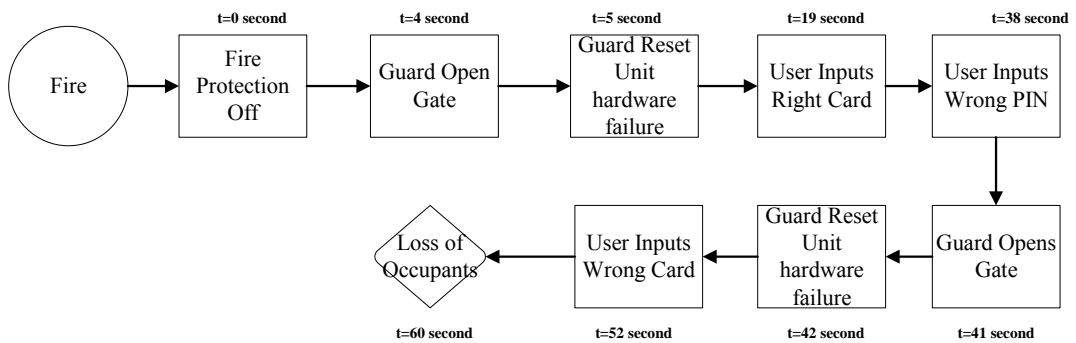 t=0 second
t=4 second
t=5 second
t=19 second
t=38 second
Fire
Fire
Protection
Off
Guard Open
Gate
Guard Reset
Unit
hardware
failure
User Inputs
Right Card
User Inputs
Wrong PIN
Loss of
Occupants
User Inputs
Wrong Card
Guard Reset
Unit
hardware
failure
Guard Opens
Gate
t=60 second
t=52 second
t=42 second
t=41 second